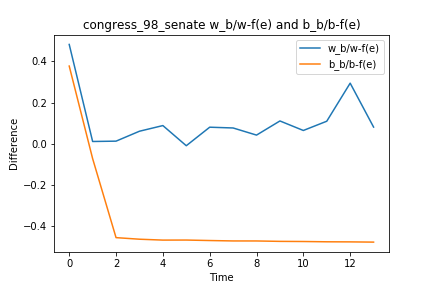 congress_98_senate w_b/w-f(e) and b_b/b-f(e)
w_b/w-f(e)
b_b/b-f(e)
Difference
0.4
0.2
0.0
−0.2
−0.4
0 2 4 6 8 10 12
Time